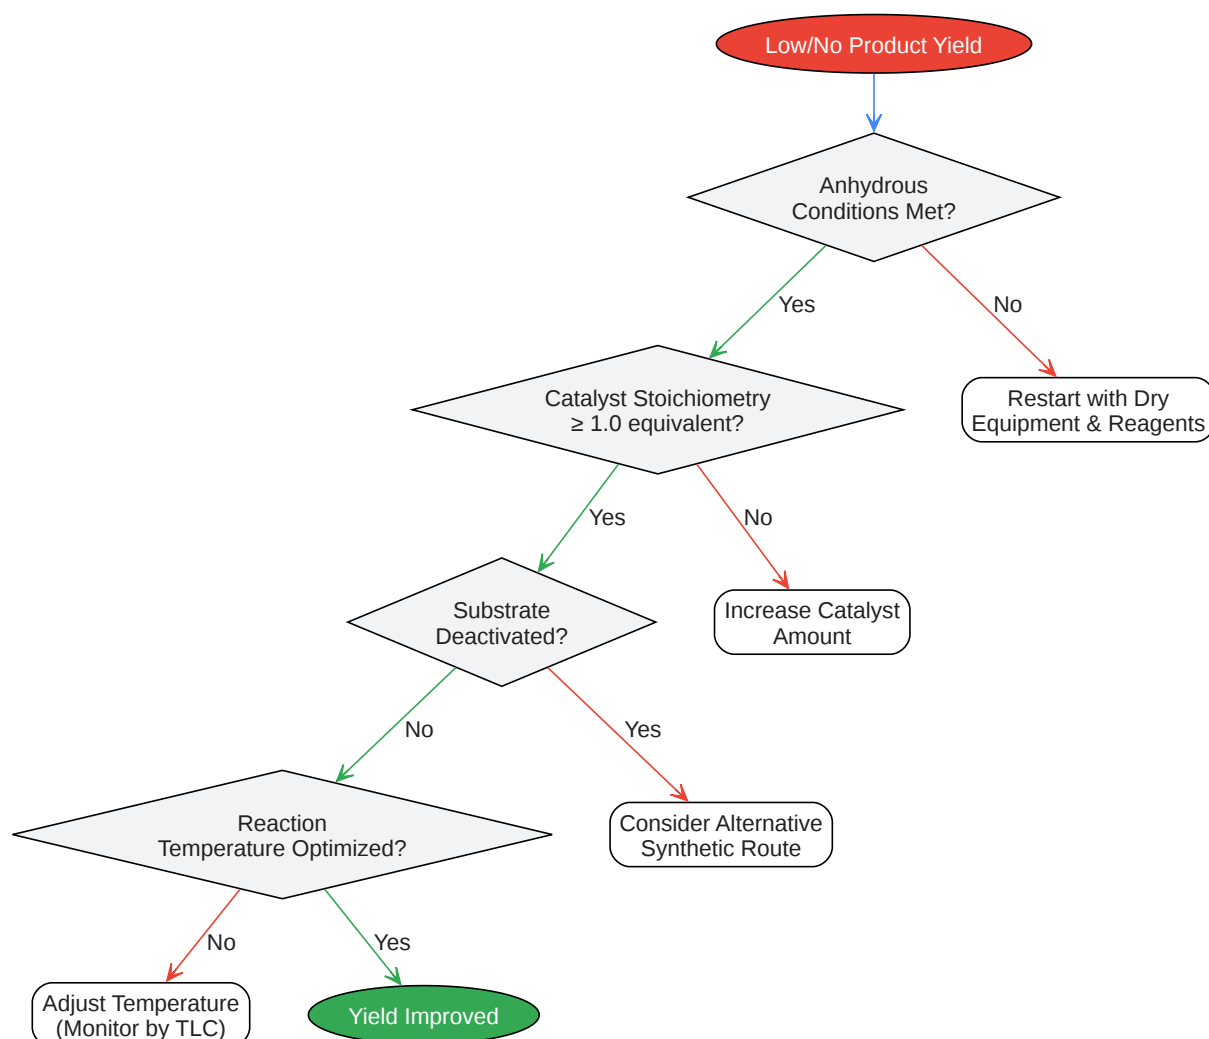 Low/No Product Yield
Anhydrous
Conditions Met?
Yes
No
Catalyst Stoichiometry
≥ 1.0 equivalent?
Restart with Dry
Equipment & Reagents
Yes
No
Substrate
Deactivated?
Increase Catalyst
Amount
No
Yes
Reaction
Temperature Optimized?
Consider Alternative
Synthetic Route
No
Yes
Adjust Temperature
(Monitor by TLC)
Yield Improved